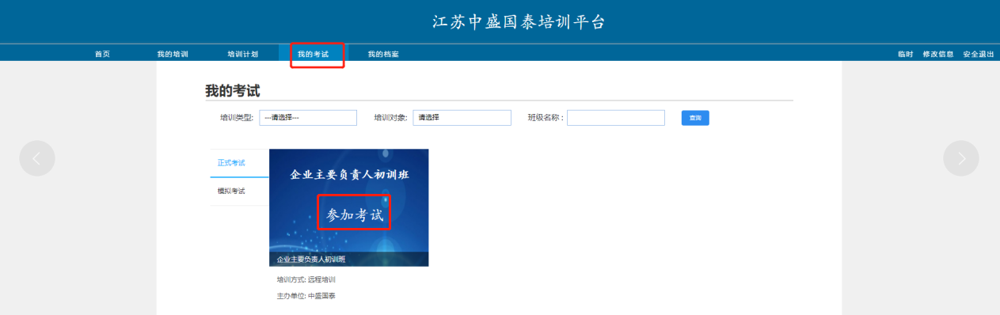 江苏中盛国泰培训平台
首页 我的培训 培训计划 我的考试 我的档案 临时 修改信息 安全退出
我的考试
培训类型: ---请选择--- 培训对象: 请选择 班级名称 : 查询
正式考试
模拟考试
企业主要负责人初训班
参加考试
企业主要负责人初训班
培训方式: 远程培训
主办单位: 中盛国泰